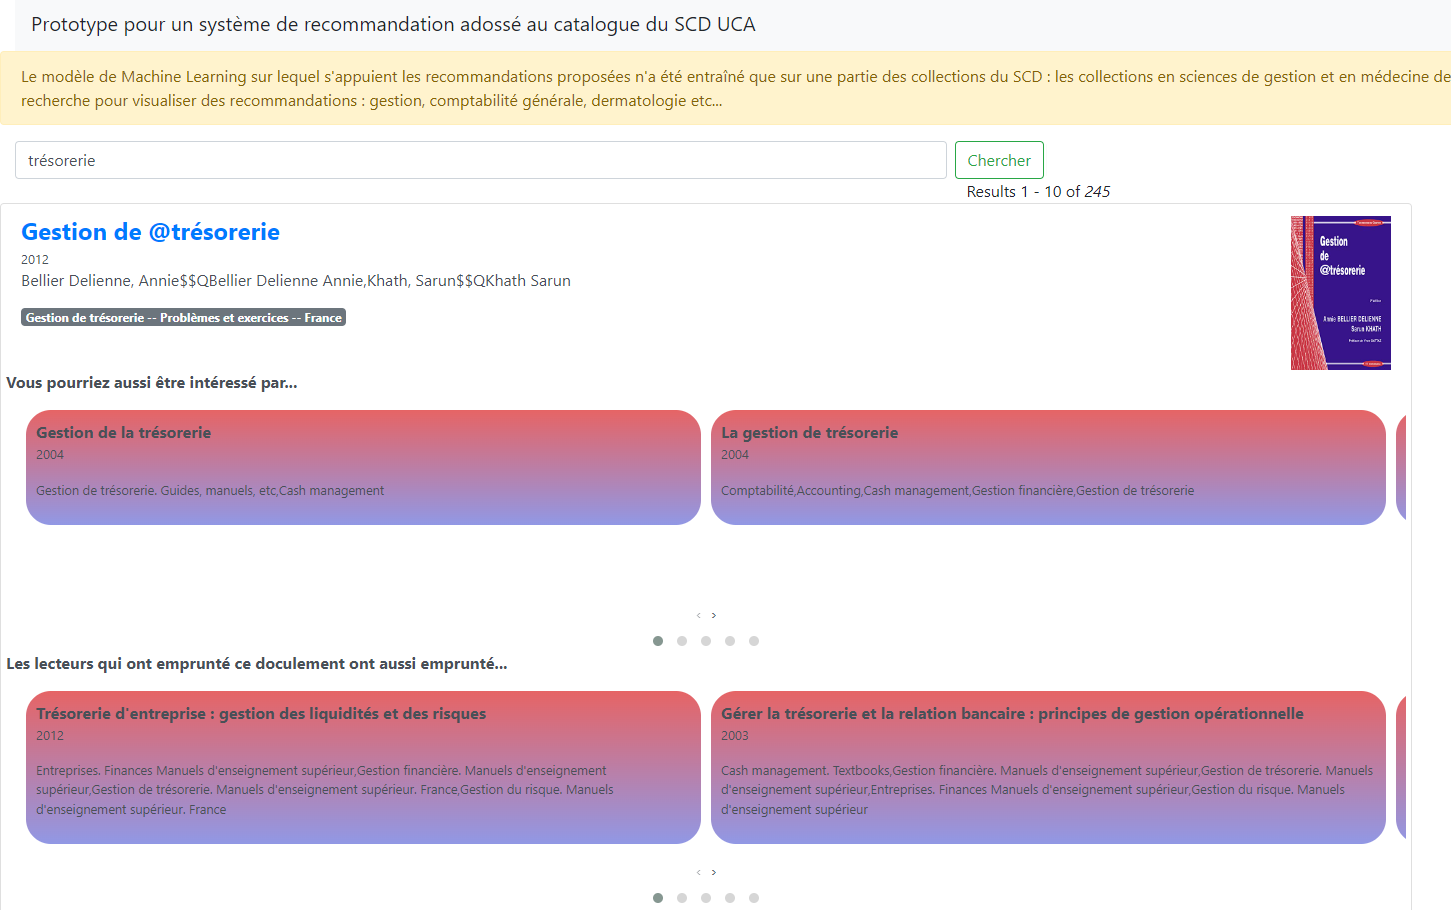 Prototype pour un système de recommandation adossé au catalogue du SCD UCA
Le modèle de Machine Learning sur lequel s'appuient les recommandations proposées n'a été entraîné que sur une partie des collections du SCD : les collections en sciences de gestion et en médecine de
recherche pour visualiser des recommandations : gestion, comptabilité générale, dermatologie etc...
trésorerie
Chercher
Results 1 - 10 of 245
Gestion de @trésorerie
2012
Bellier Delienne, Annie$$QBellier Delienne Annie,Khath, Sarun$$QKhath Sarun
Gestion de trésorerie -- Problèmes et exercices -- France
Gestion
de
@trésorerie
Annie BELLIER DELIENNE
Sarun KHATH
Vous pourriez aussi être intéressé par...
Gestion de la trésorerie
2004
Gestion de trésorerie. Guides, manuels, etc,Cash management
La gestion de trésorerie
2004
Comptabilité,Accounting,Cash management,Gestion financière,Gestion de trésorerie
‹ ›
Les lecteurs qui ont emprunté ce doculement ont aussi emprunté...
Trésorerie d'entreprise : gestion des liquidités et des risques
2012
Entreprises. Finances Manuels d'enseignement supérieur,Gestion financière. Manuels d'enseignement
supérieur,Gestion de trésorerie. Manuels d'enseignement supérieur. France,Gestion du risque. Manuels
d'enseignement supérieur. France
Gérer la trésorerie et la relation bancaire : principes de gestion opérationnelle
2003
Cash management. Textbooks,Gestion financière. Manuels d'enseignement supérieur,Gestion de trésorerie. Manuels
d'enseignement supérieur,Entreprises. Finances Manuels d'enseignement supérieur,Gestion du risque. Manuels
d'enseignement supérieur
‹ ›